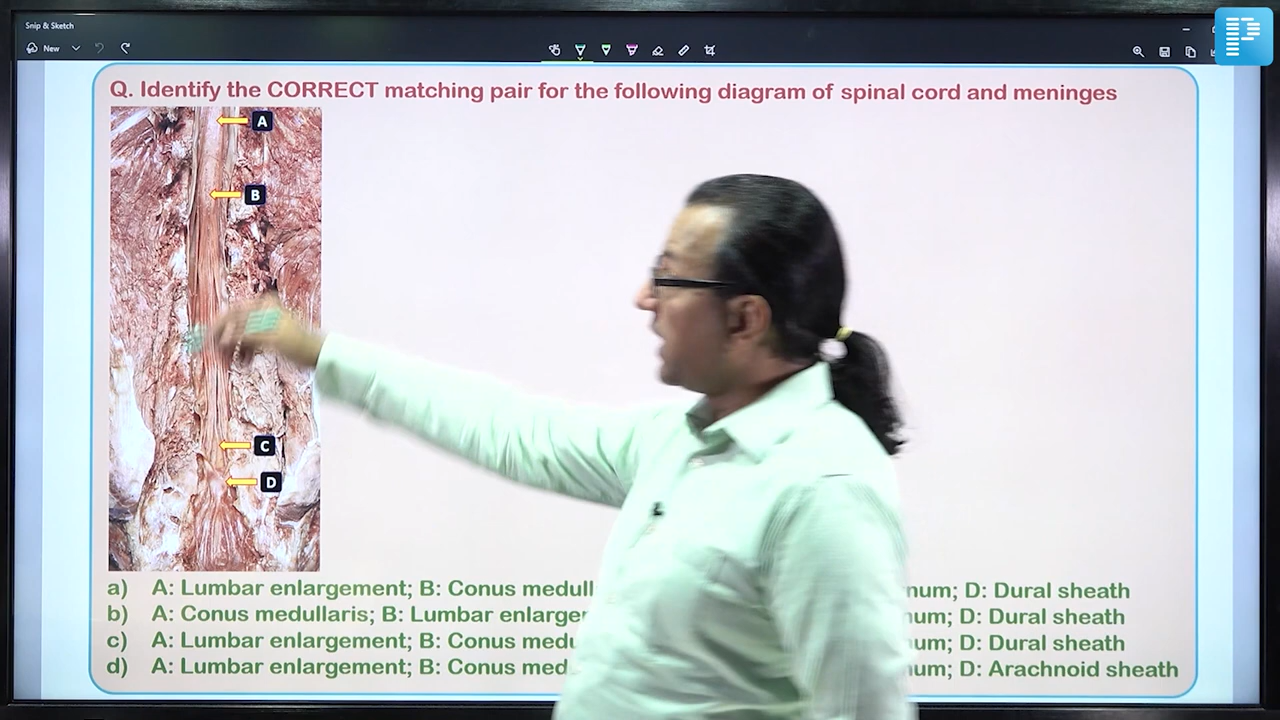 Snip & Sketch
New
P
Q. Identify the CORRECT matching pair for the following diagram of spinal cord and meninges
A
B
C
D
a) A: Lumbar enlargement; B: Conus medull num; D: Dural sheath
b) A: Conus medullaris; B: Lumbar enlarge num; D: Dural sheath
c) A: Lumbar enlargement; B: Conus medu num; D: Dural sheath
d) A: Lumbar enlargement; B: Conus med num; D: Arachnoid sheath